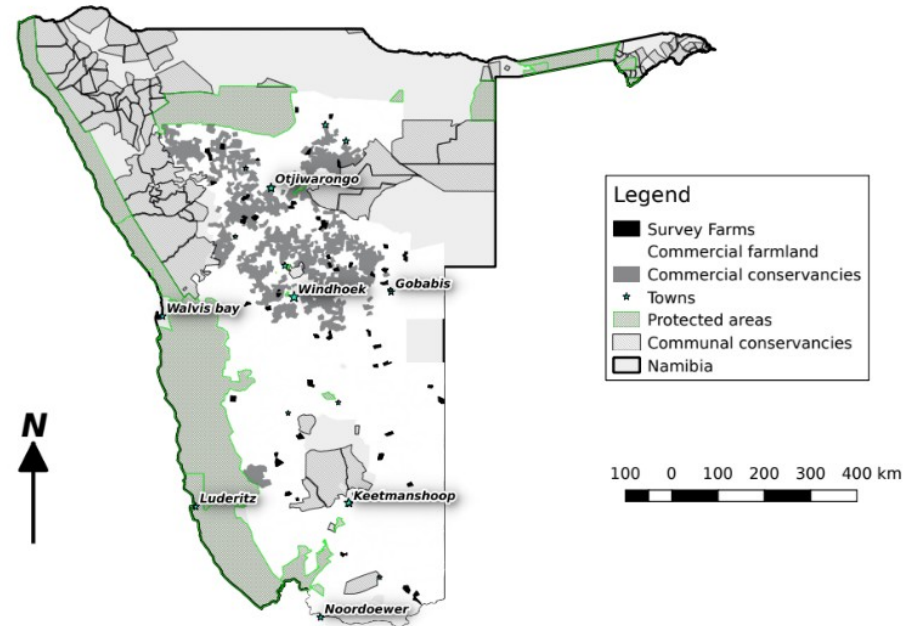 Otjiwarongo
Gobabis
Windhoek
Walvis bay
Luderitz
Keetmanshoop
Noordoewer
N
Legend
Survey Farms
Commercial farmland
Commercial conservancies
Towns
Protected areas
Communal conservancies
Namibia
100 0 100 200 300 400 km